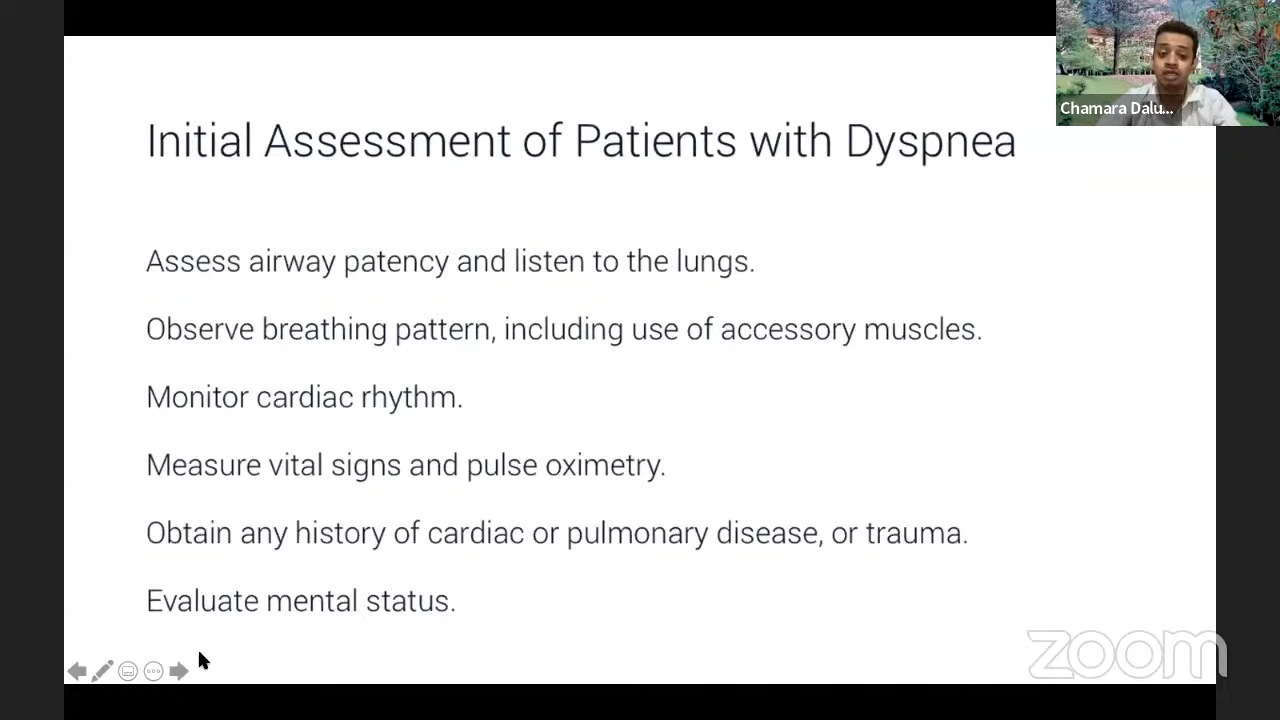 Chamara Dalu...
Initial Assessment of Patients with Dyspnea
Assess airway patency and listen to the lungs.
Observe breathing pattern, including use of accessory muscles.
Monitor cardiac rhythm.
Measure vital signs and pulse oximetry.
Obtain any history of cardiac or pulmonary disease, or trauma.
Evaluate mental status.
zoom